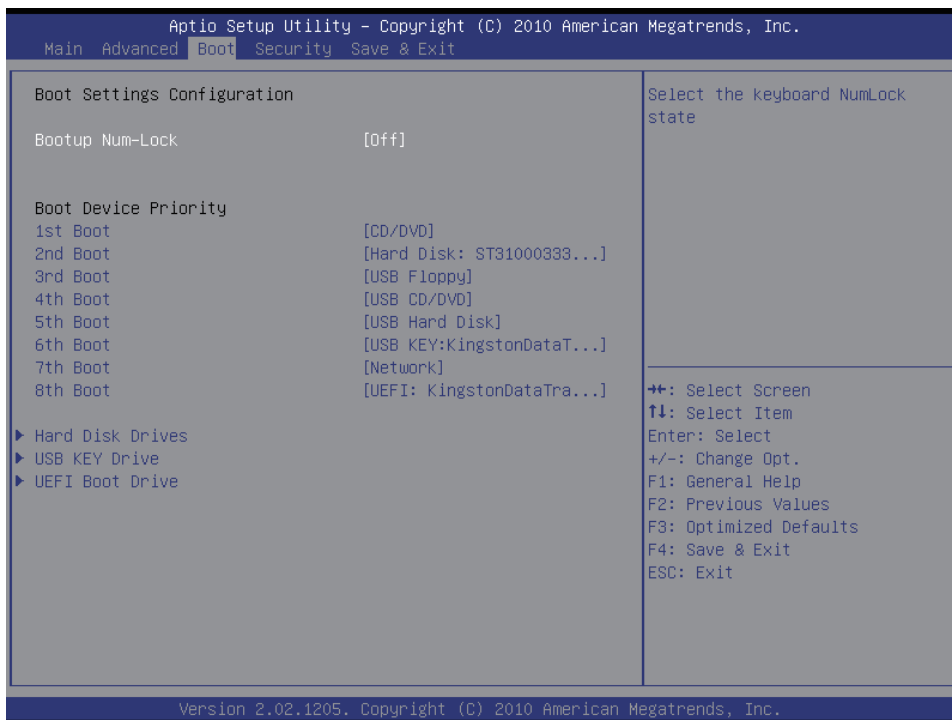 Aptio Setup Utility – Copyright (C) 2010 American Megatrends, Inc.
Main Advanced Boot Security Save & Exit
Boot Settings Configuration
Bootup Num-Lock [Off]
Boot Device Priority
1st Boot [CD/DVD]
2nd Boot [Hard Disk: ST31000333...]
3rd Boot [USB Floppy]
4th Boot [USB CD/DVD]
5th Boot [USB Hard Disk]
6th Boot [USB KEY:KingstonDataT...]
7th Boot [Network]
8th Boot [UEFI: KingstonDataTra...]
Hard Disk Drives
USB KEY Drive
UEFI Boot Drive
Select the keyboard NumLock
state
→←: Select Screen
↑↓: Select Item
Enter: Select
+/-: Change Opt.
F1: General Help
F2: Previous Values
F3: Optimized Defaults
F4: Save & Exit
ESC: Exit
Version 2.02.1205. Copyright (C) 2010 American Megatrends, Inc.